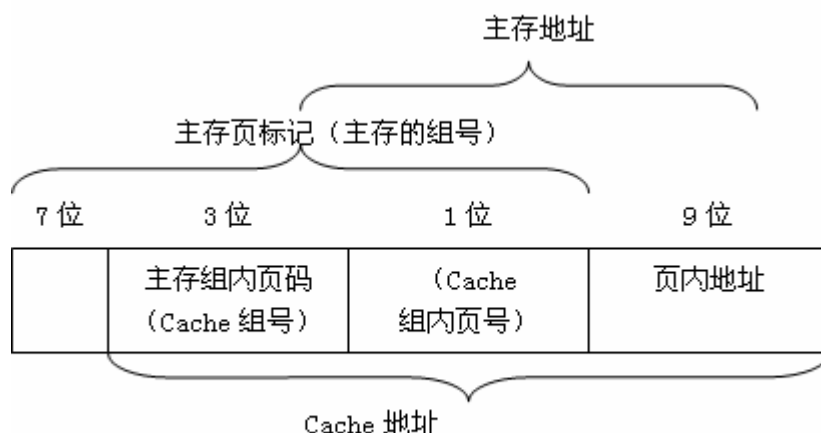 主存地址
主存页标记（主存的组号）
7 位 3 位 1 位 9 位
主存组内页码 （Cache 页内地址
（Cache 组号） 组内页号）
Cache 地址